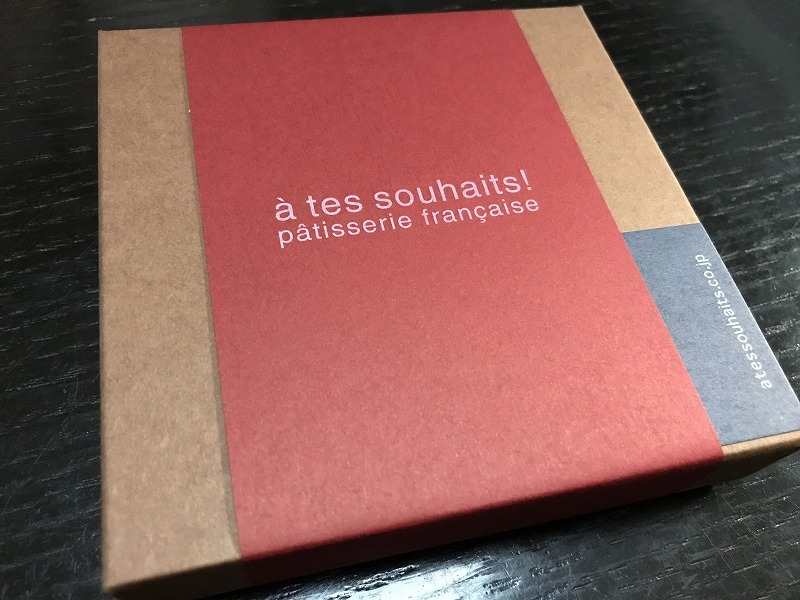 à tes souhaits!
pâtisserie française
atessouhaits.co.jp